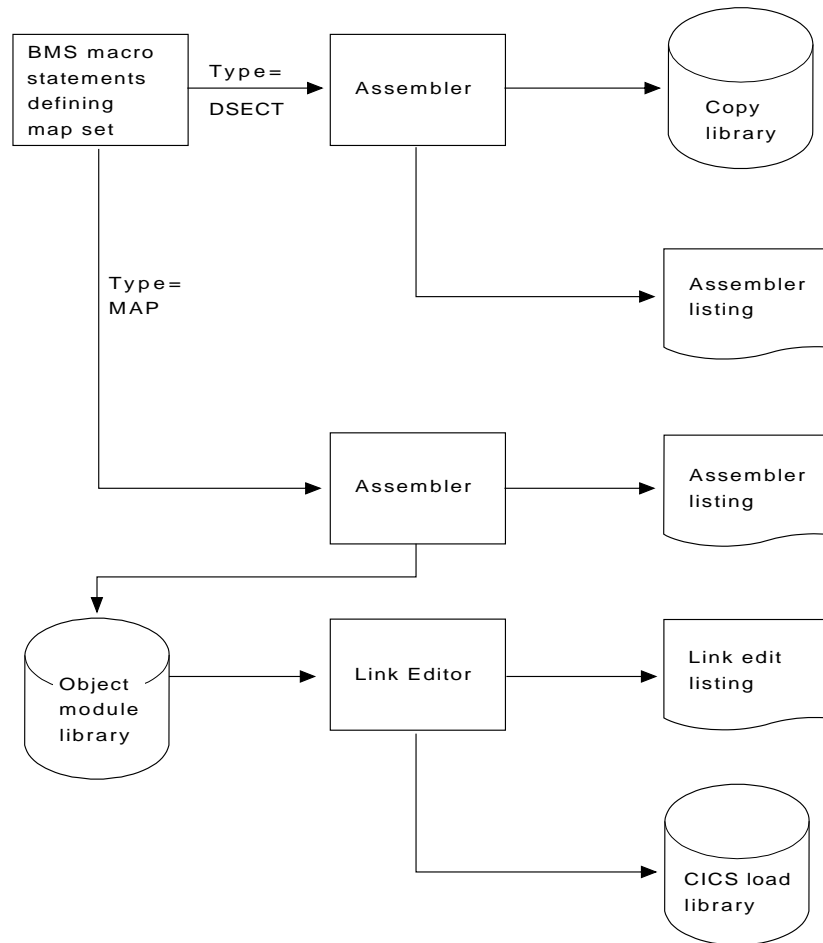 BMS macro
statements
defining
map set
Type=
DSECT
Assembler
Copy
library
Assembler
listing
Type=
MAP
Assembler
Assembler
listing
Object
module
library
Link Editor
Link edit
listing
CICS load
library